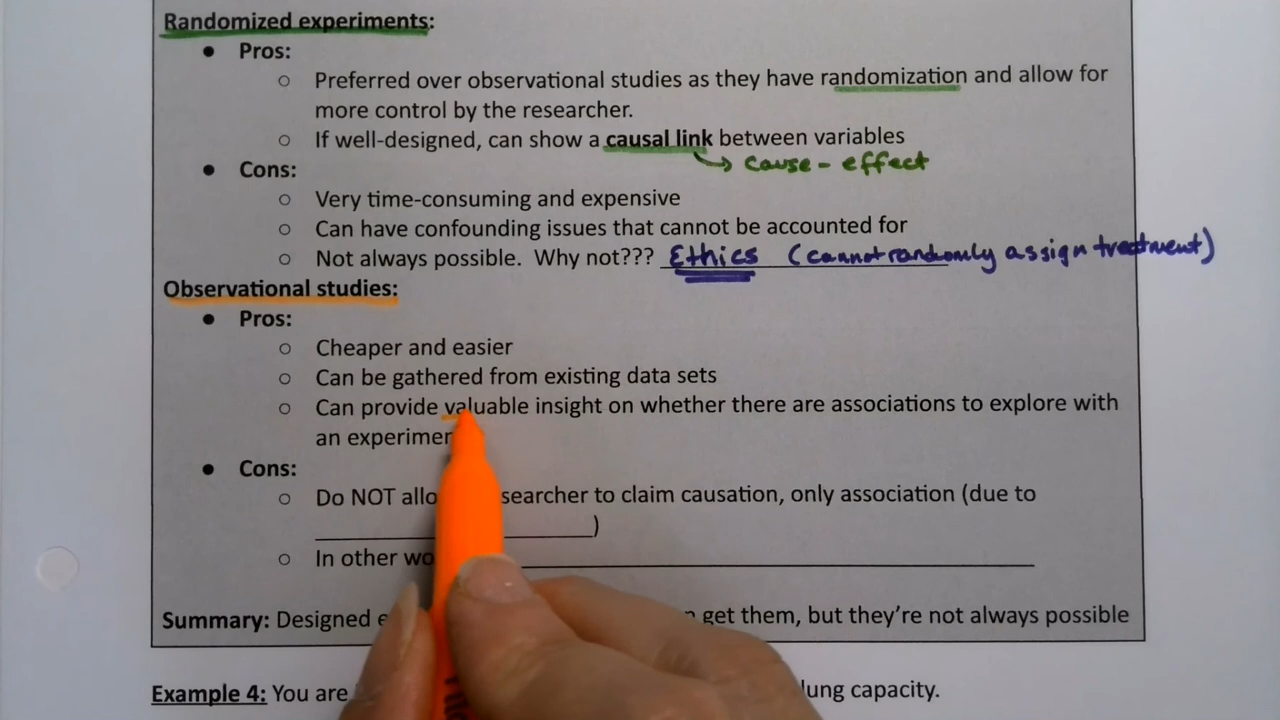 Randomized experiments:
● Pros:
○ Preferred over observational studies as they have randomization and allow for
more control by the researcher.
○ If well-designed, can show a causal link between variables
→ cause - effect
● Cons:
○ Very time-consuming and expensive
○ Can have confounding issues that cannot be accounted for
○ Not always possible. Why not??? Ethics (cannot randomly assign treatment)
Observational studies:
● Pros:
○ Cheaper and easier
○ Can be gathered from existing data sets
○ Can provide valuable insight on whether there are associations to explore with
an
● Cons:
○ Do NOT to claim causation, only association (due to
____________________)
○ In other
Summary: Designed get them, but they're not always possible
Example 4: You are lung capacity.